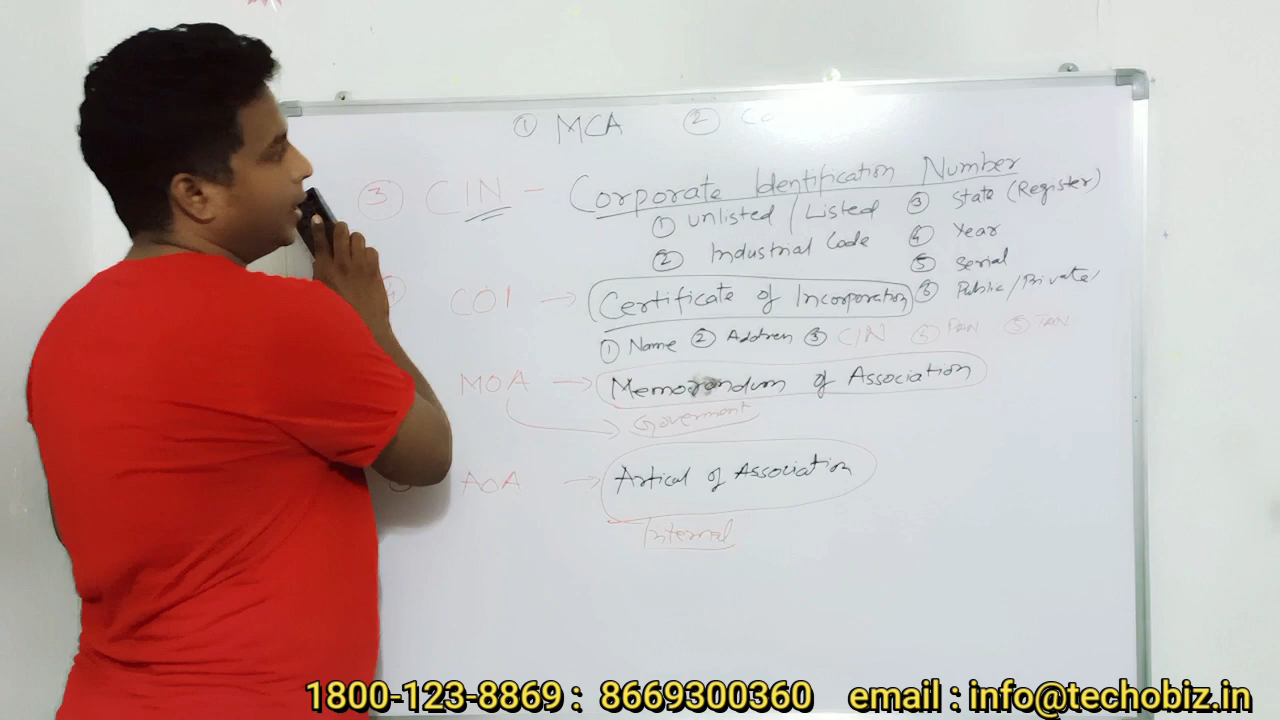 ① MCA ② Co
③ CIN - Corporate Identification Number
① Unlisted / Listed ③ State (Register)
② Industrial Code ④ Year
⑤ Serial
④ COI → Certificate of Incorporation ⑥ Public / Private
① Name ② Address ③ CIN ④ PAN ⑤ TAN
MOA → Memorandum of Association
Goverment
AOA → Artical of Association
Internal
1800-123-8869 : 8669300360 email : info@techobiz.in